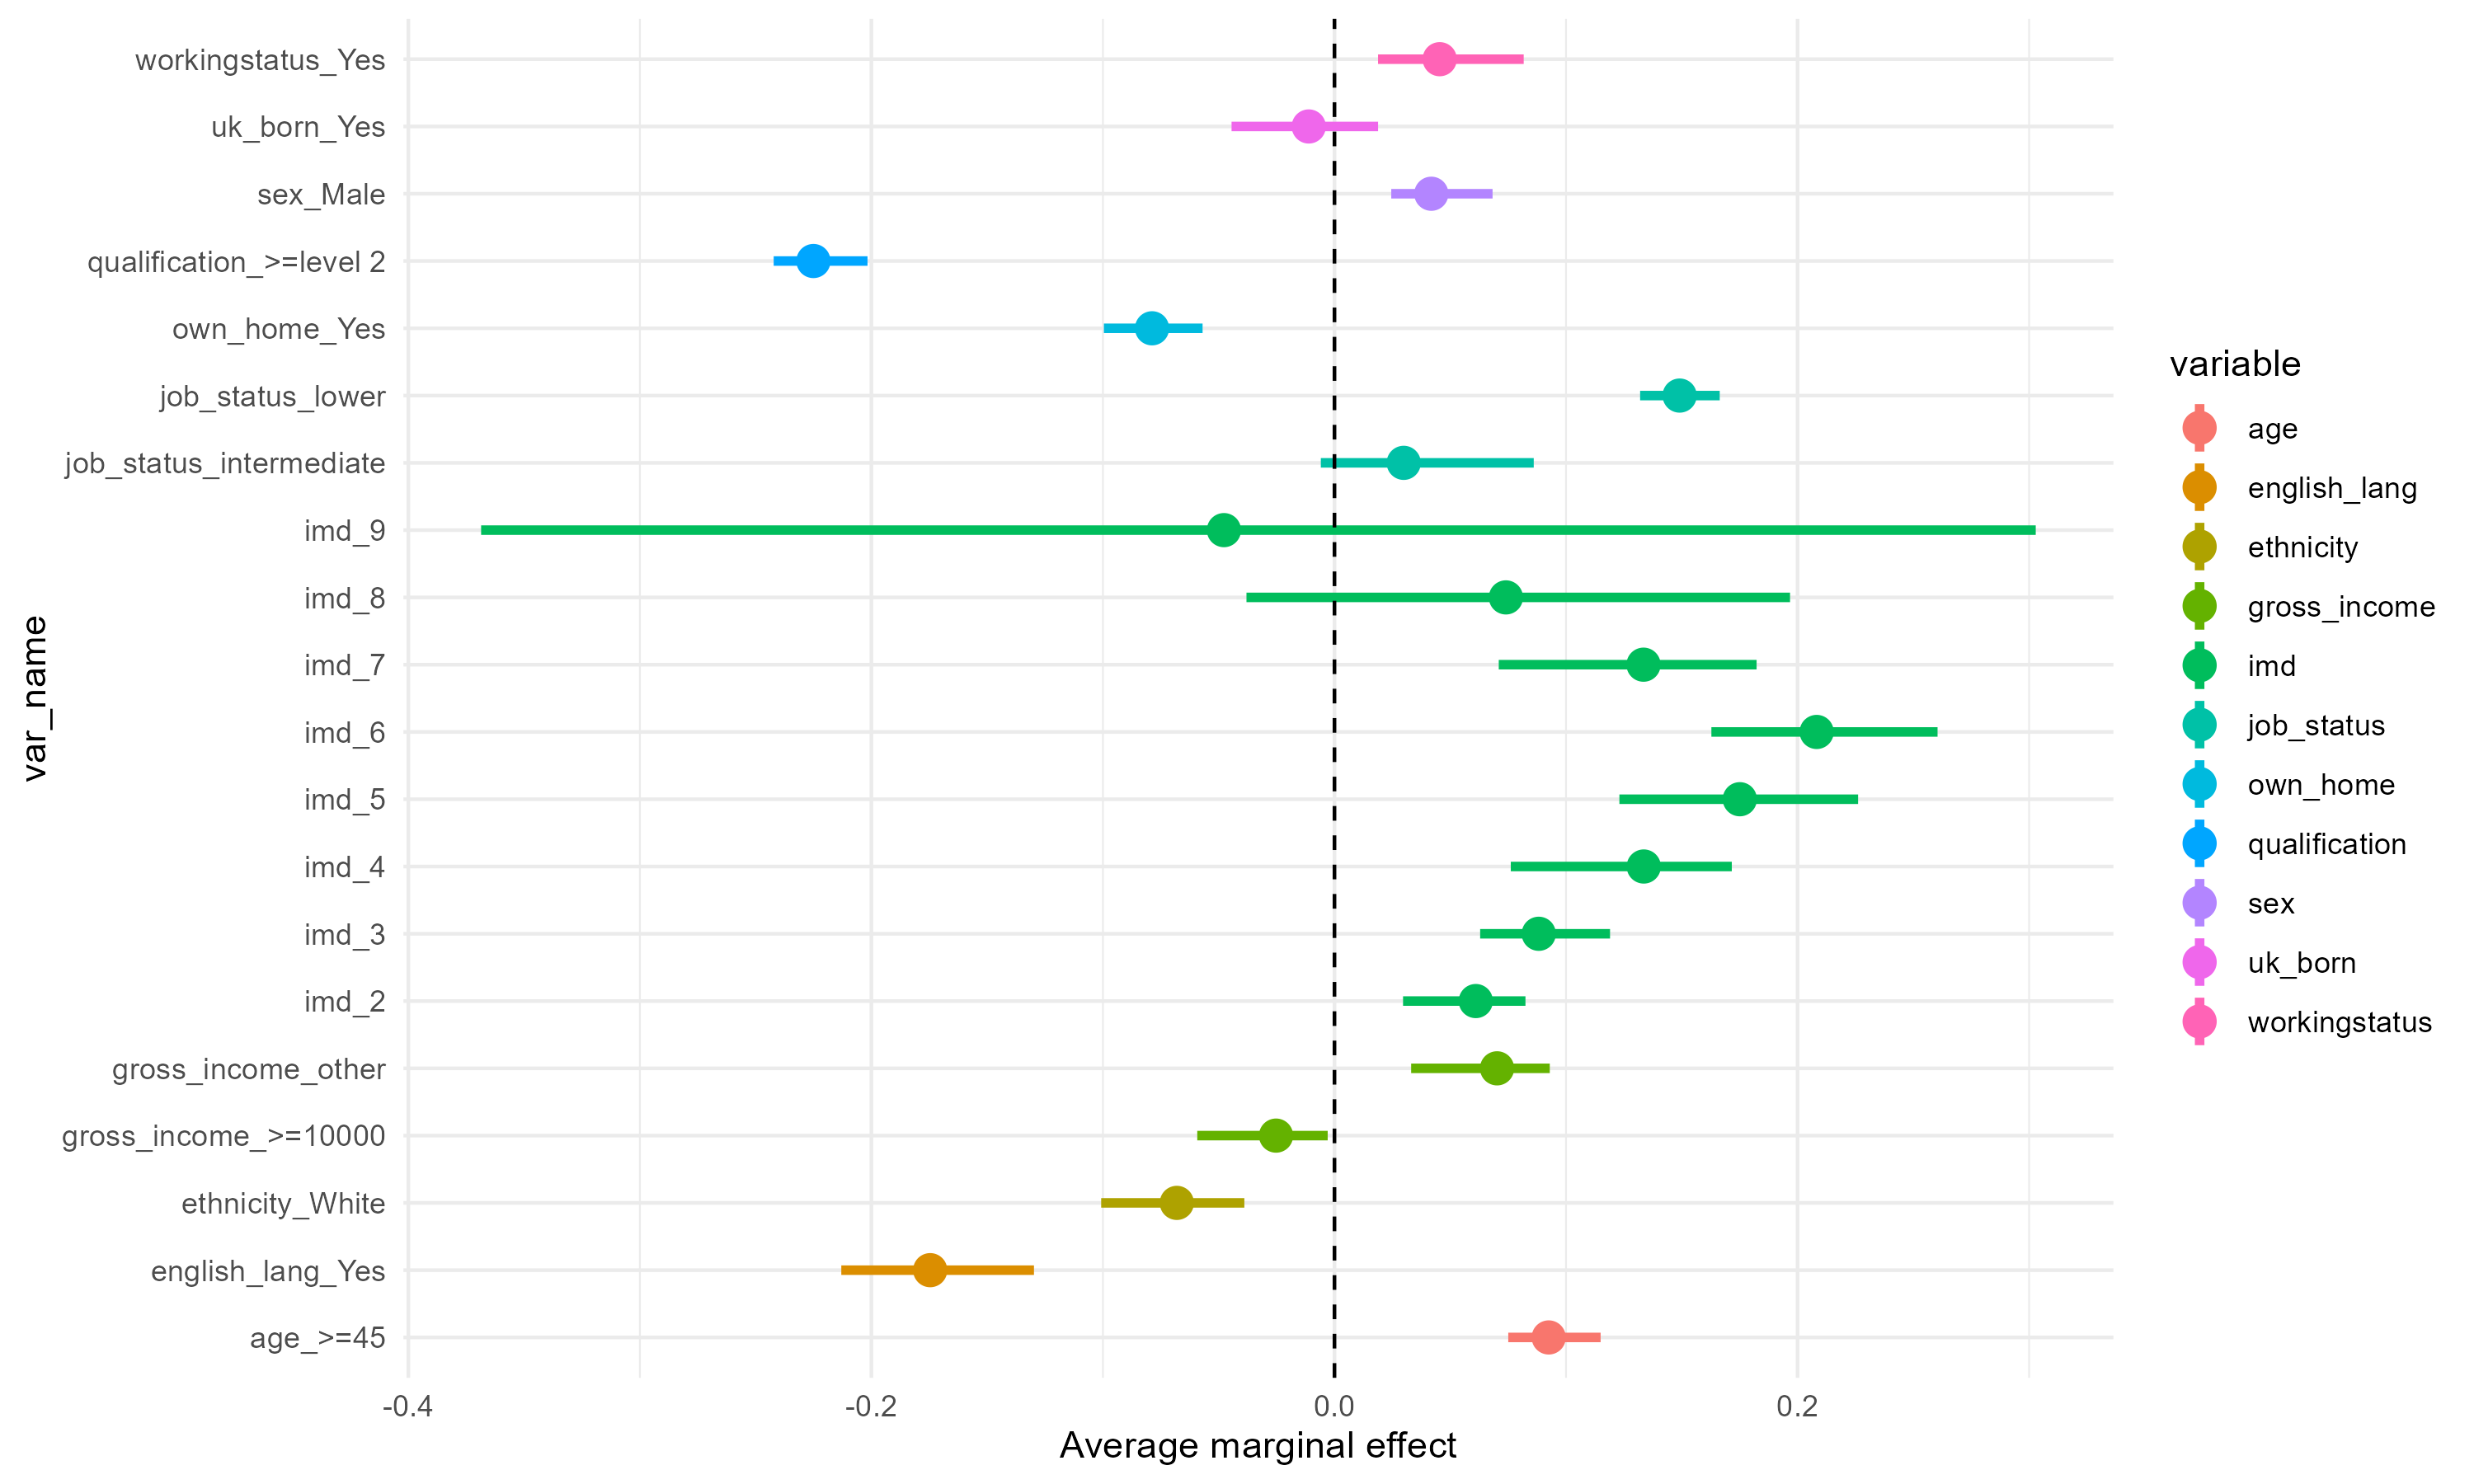 workingstatus_Yes
uk_born_Yes
sex_Male
qualification_>=level 2
own_home_Yes
job_status_lower
job_status_intermediate
imd_9
imd_8
imd_7
imd_6
imd_5
imd_4
imd_3
imd_2
gross_income_other
gross_income_>=10000
ethnicity_White
english_lang_Yes
age_>=45
var_name
-0.4
-0.2
0.0
0.2
Average marginal effect
variable
age
english_lang
ethnicity
gross_income
imd
job_status
own_home
qualification
sex
uk_born
workingstatus